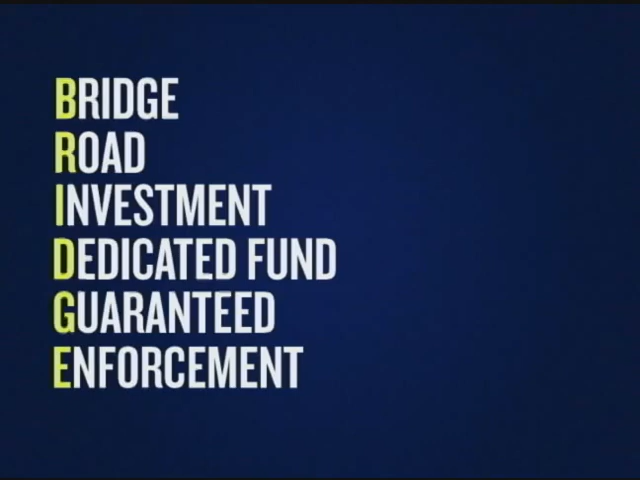 BRIDGE
ROAD
INVESTMENT
DEDICATED FUND
GUARANTEED
ENFORCEMENT